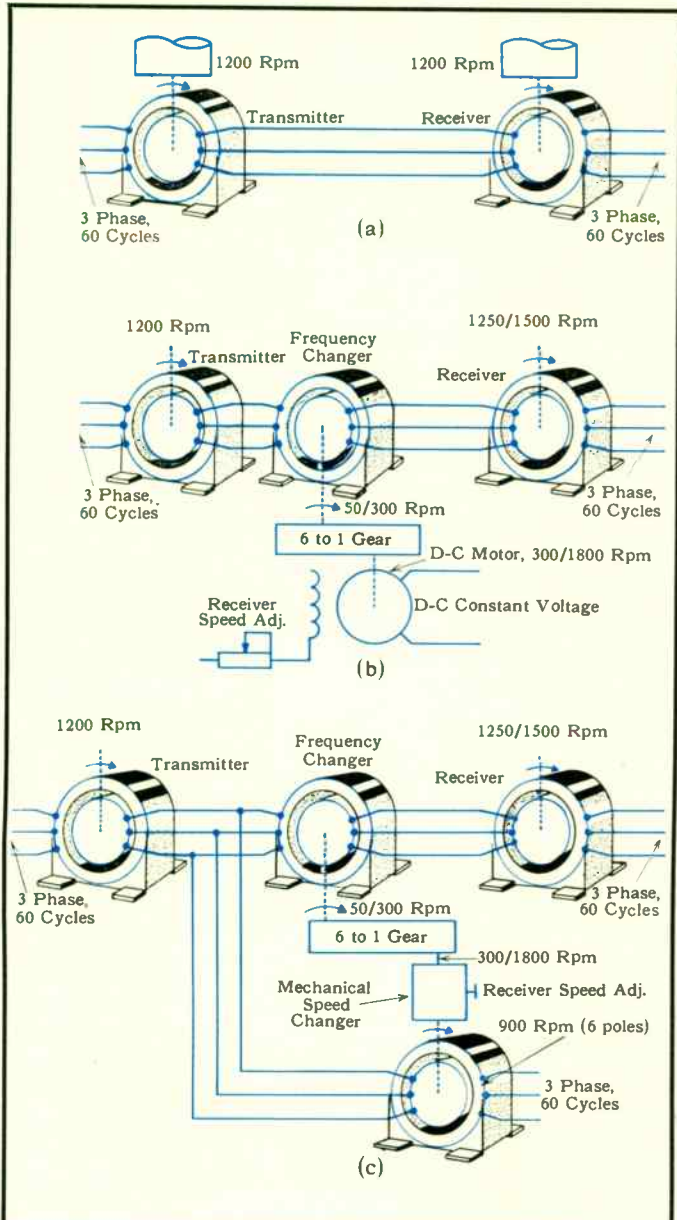 1200 Rpm
1200 Rpm
Transmitter
Receiver
3 Phase,
60 Cycles
3 Phase,
60 Cycles
(a)
1200 Rpm
Frequency
Changer
1250/1500 Rpm
Transmitter
Receiver
3 Phase,
60 Cycles
3 Phase,
60 Cycles
50/300 Rpm
6 to 1 Gear
D-C Motor, 300/1800 Rpm
Receiver
Speed Adj.
D-C Constant Voltage
(b)
1200 Rpm
Frequency
Changer
1250/1500 Rpm
Transmitter
Receiver
3 Phase,
60 Cycles
3 Phase,
60 Cycles
50/300 Rpm
6 to 1 Gear
300/1800 Rpm
Mechanical
Speed
Changer
Receiver Speed Adj.
900 Rpm (6 poles)
3 Phase,
60 Cycles
(c)